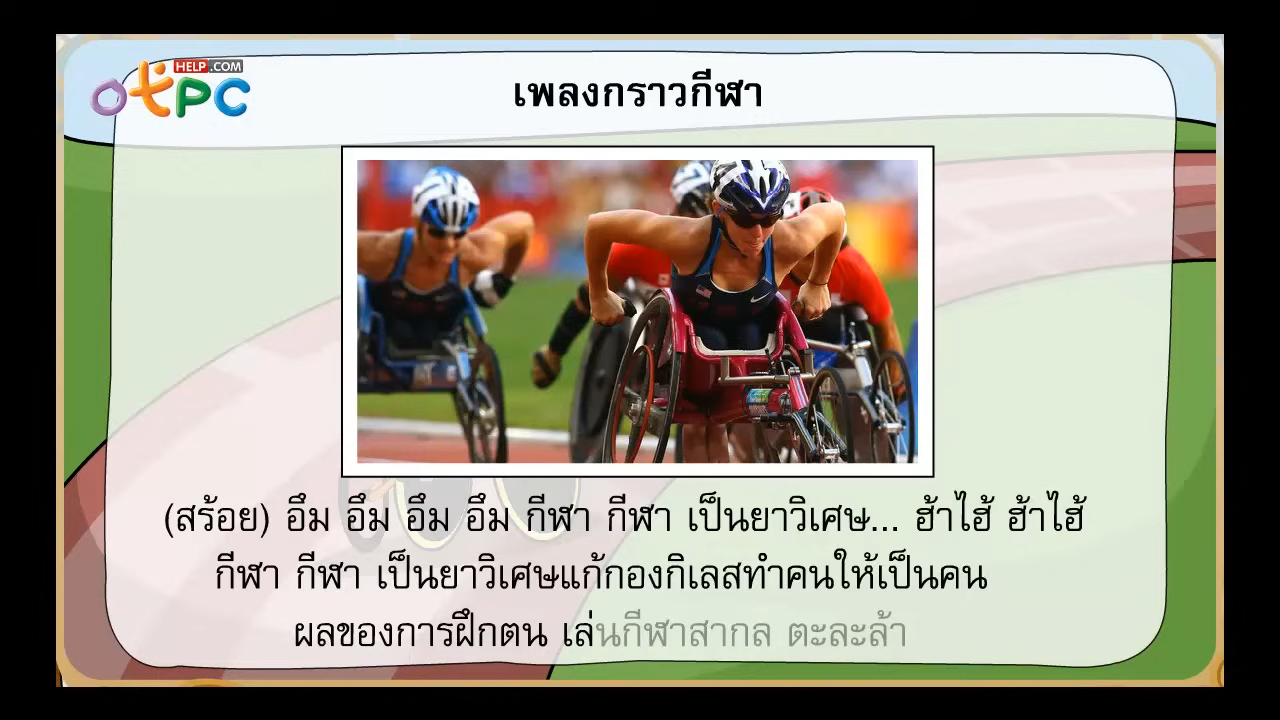 HELP .COM
OTPC
เพลงกราวกีฬา
(สร้อย) อึม อึม อึม อึม กีฬา กีฬา เป็นยาวิเศษ... ฮ้าไฮ้ ฮ้าไฮ้
กีฬา กีฬา เป็นยาวิเศษแก้กองกิเลสทำคนให้เป็นคน
ผลของการฝึกตน เล่นกีฬาสากล ตะละล้า